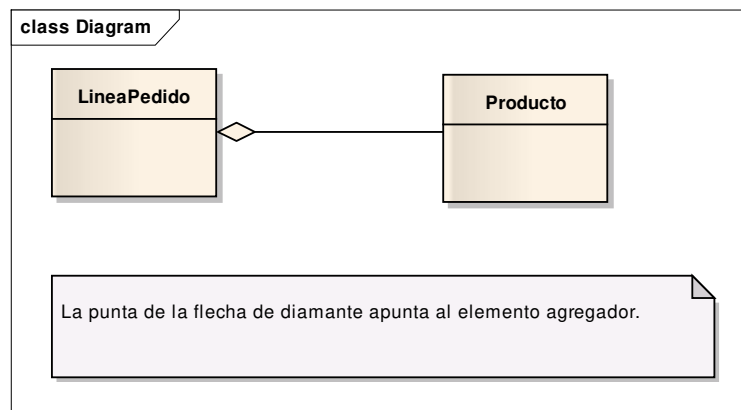 class Diagram
LineaPedido
Producto
La punta de la flecha de diamante apunta al elemento agregador.